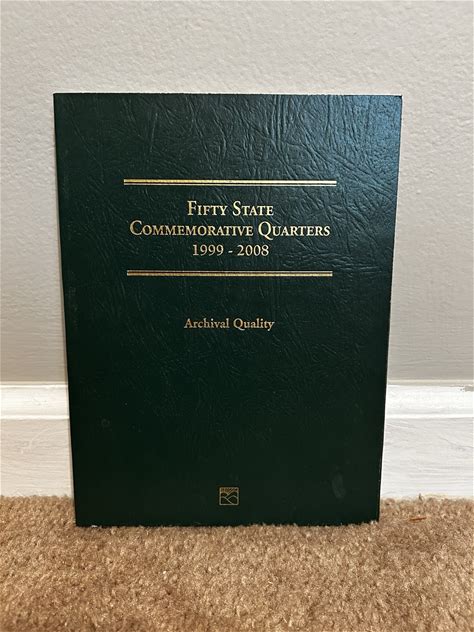 Fifty State
Commemorative Quarters
1999 - 2008
Archival Quality